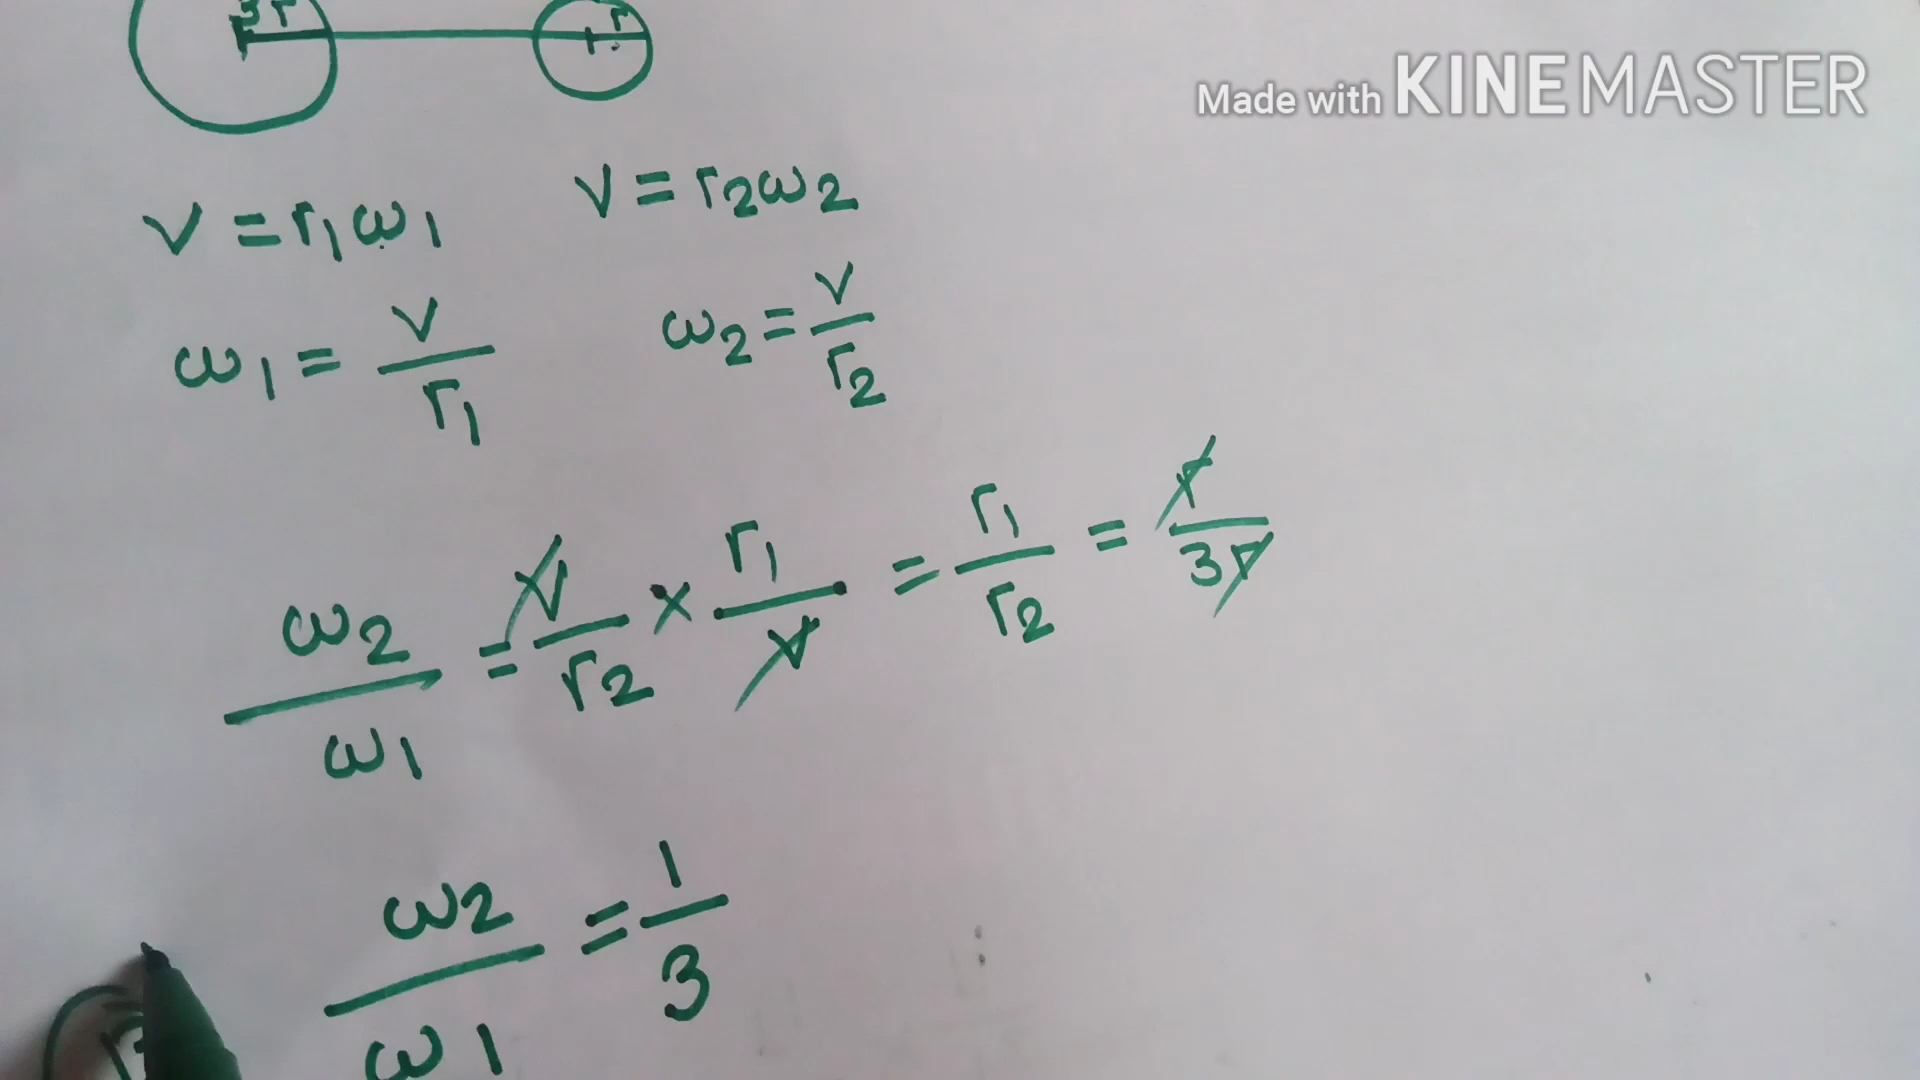 3r r
Made with KINEMASTER
v = r1ω1 v = r2ω2
ω1 = v/r1 ω2 = v/r2
ω2/ω1 = v/r2 × r1/v = r1/r2 = r/3r
ω2/ω1 = 1/3